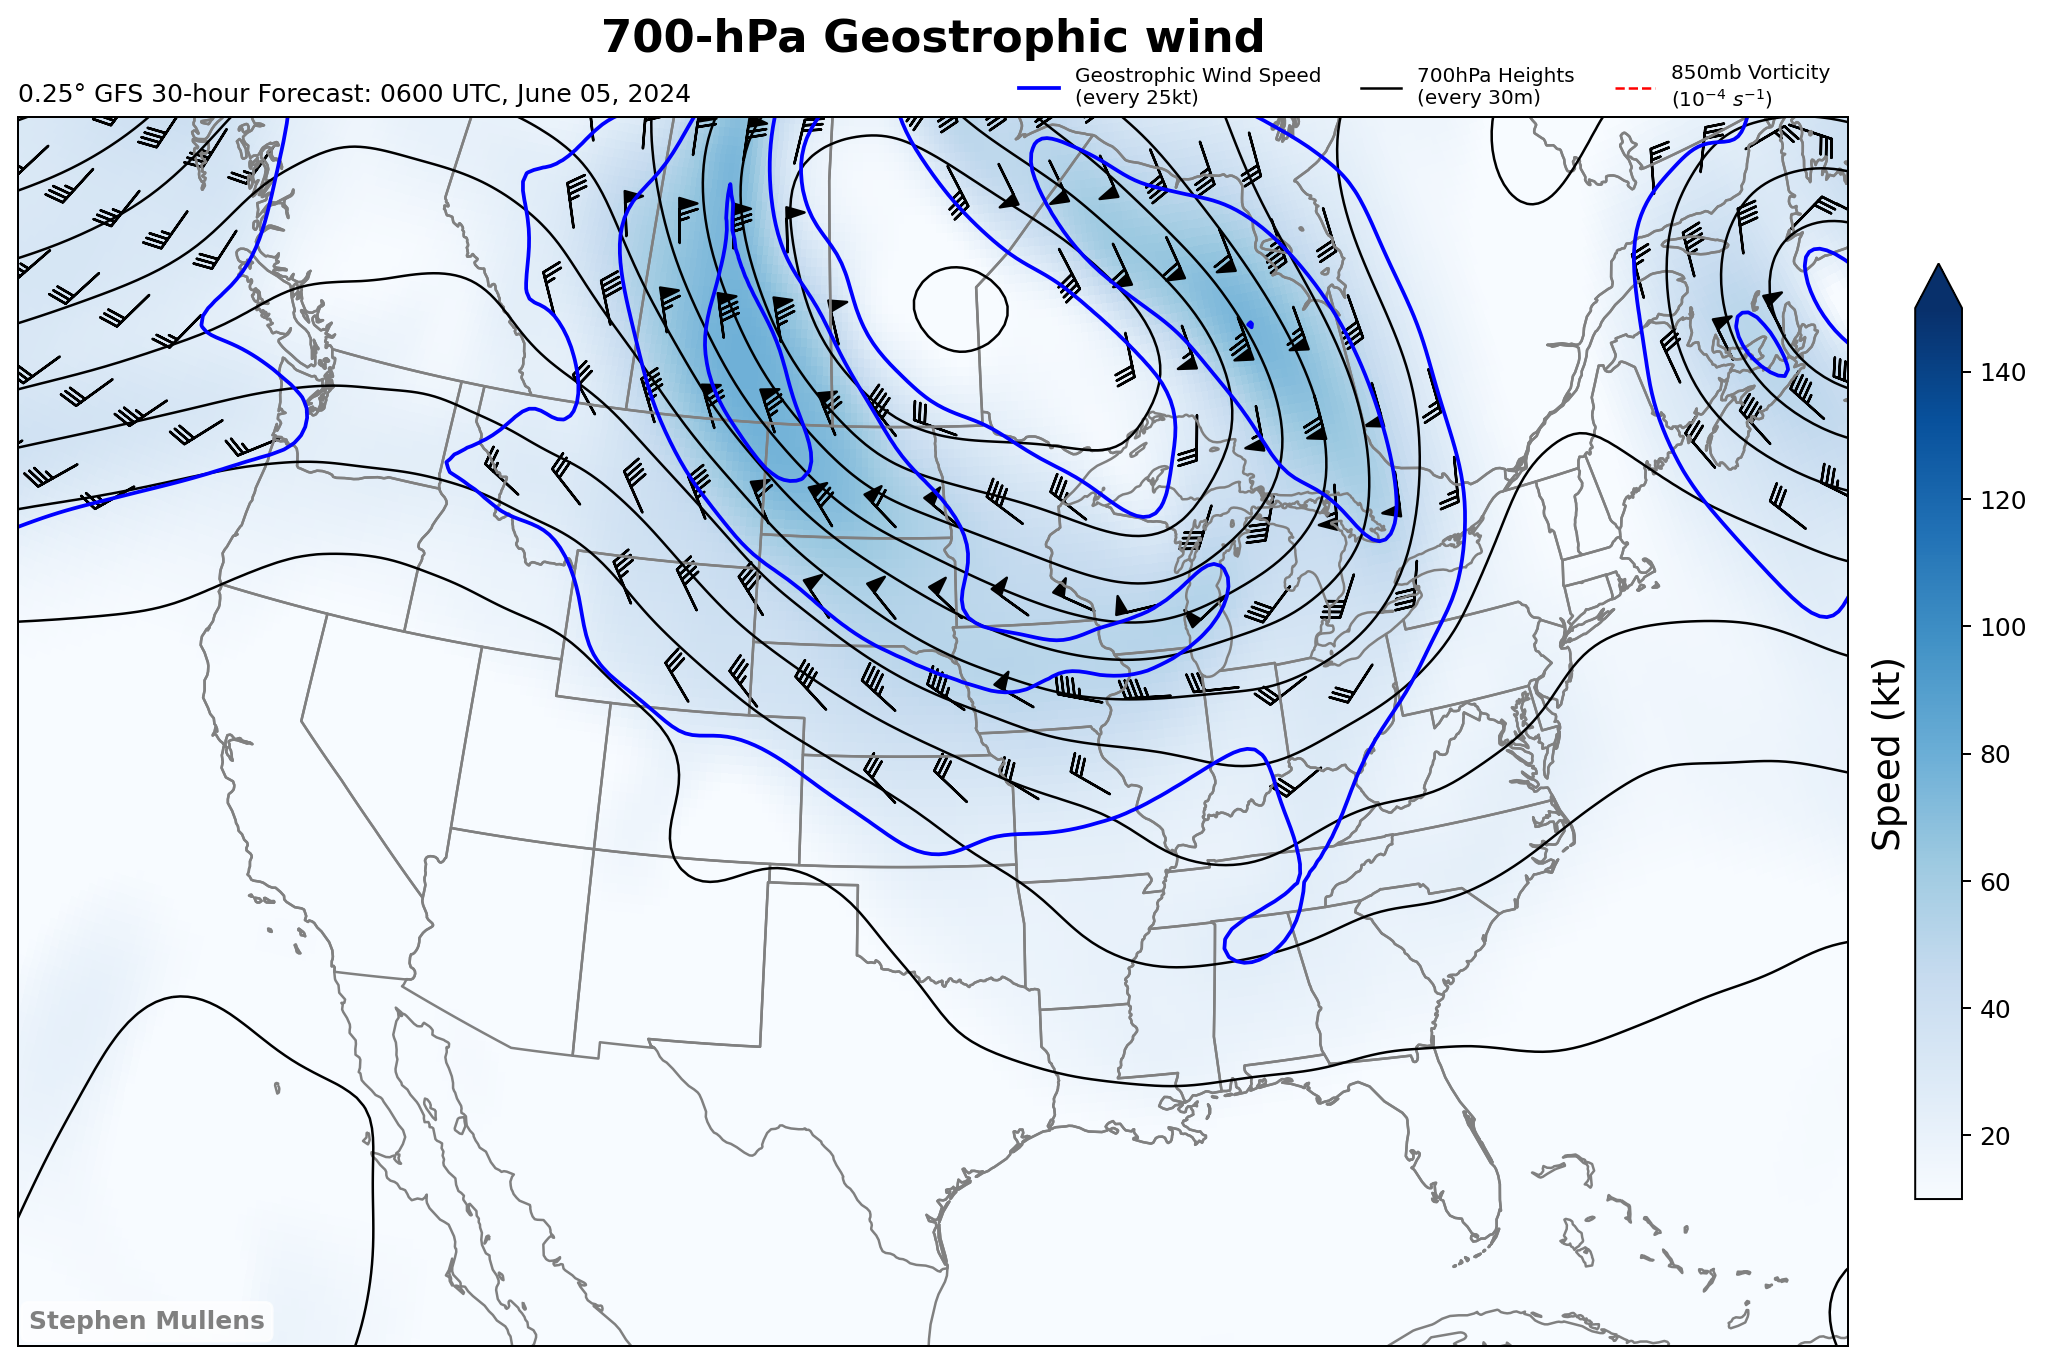 700-hPa Geostrophic wind
0.25° GFS 30-hour Forecast: 0600 UTC, June 05, 2024
Geostrophic Wind Speed
(every 25kt)
700hPa Heights
(every 30m)
850mb Vorticity
(10⁻⁴ s⁻¹)
140
120
100
80
60
40
20
Speed (kt)
Stephen Mullens